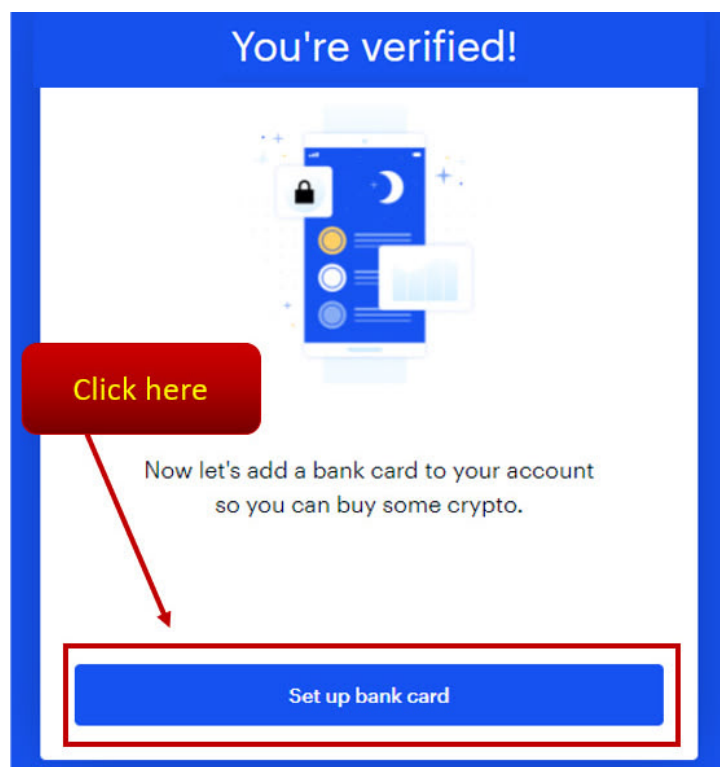 You're verified!
Click here
Now let's add a bank card to your account
so you can buy some crypto.
Set up bank card